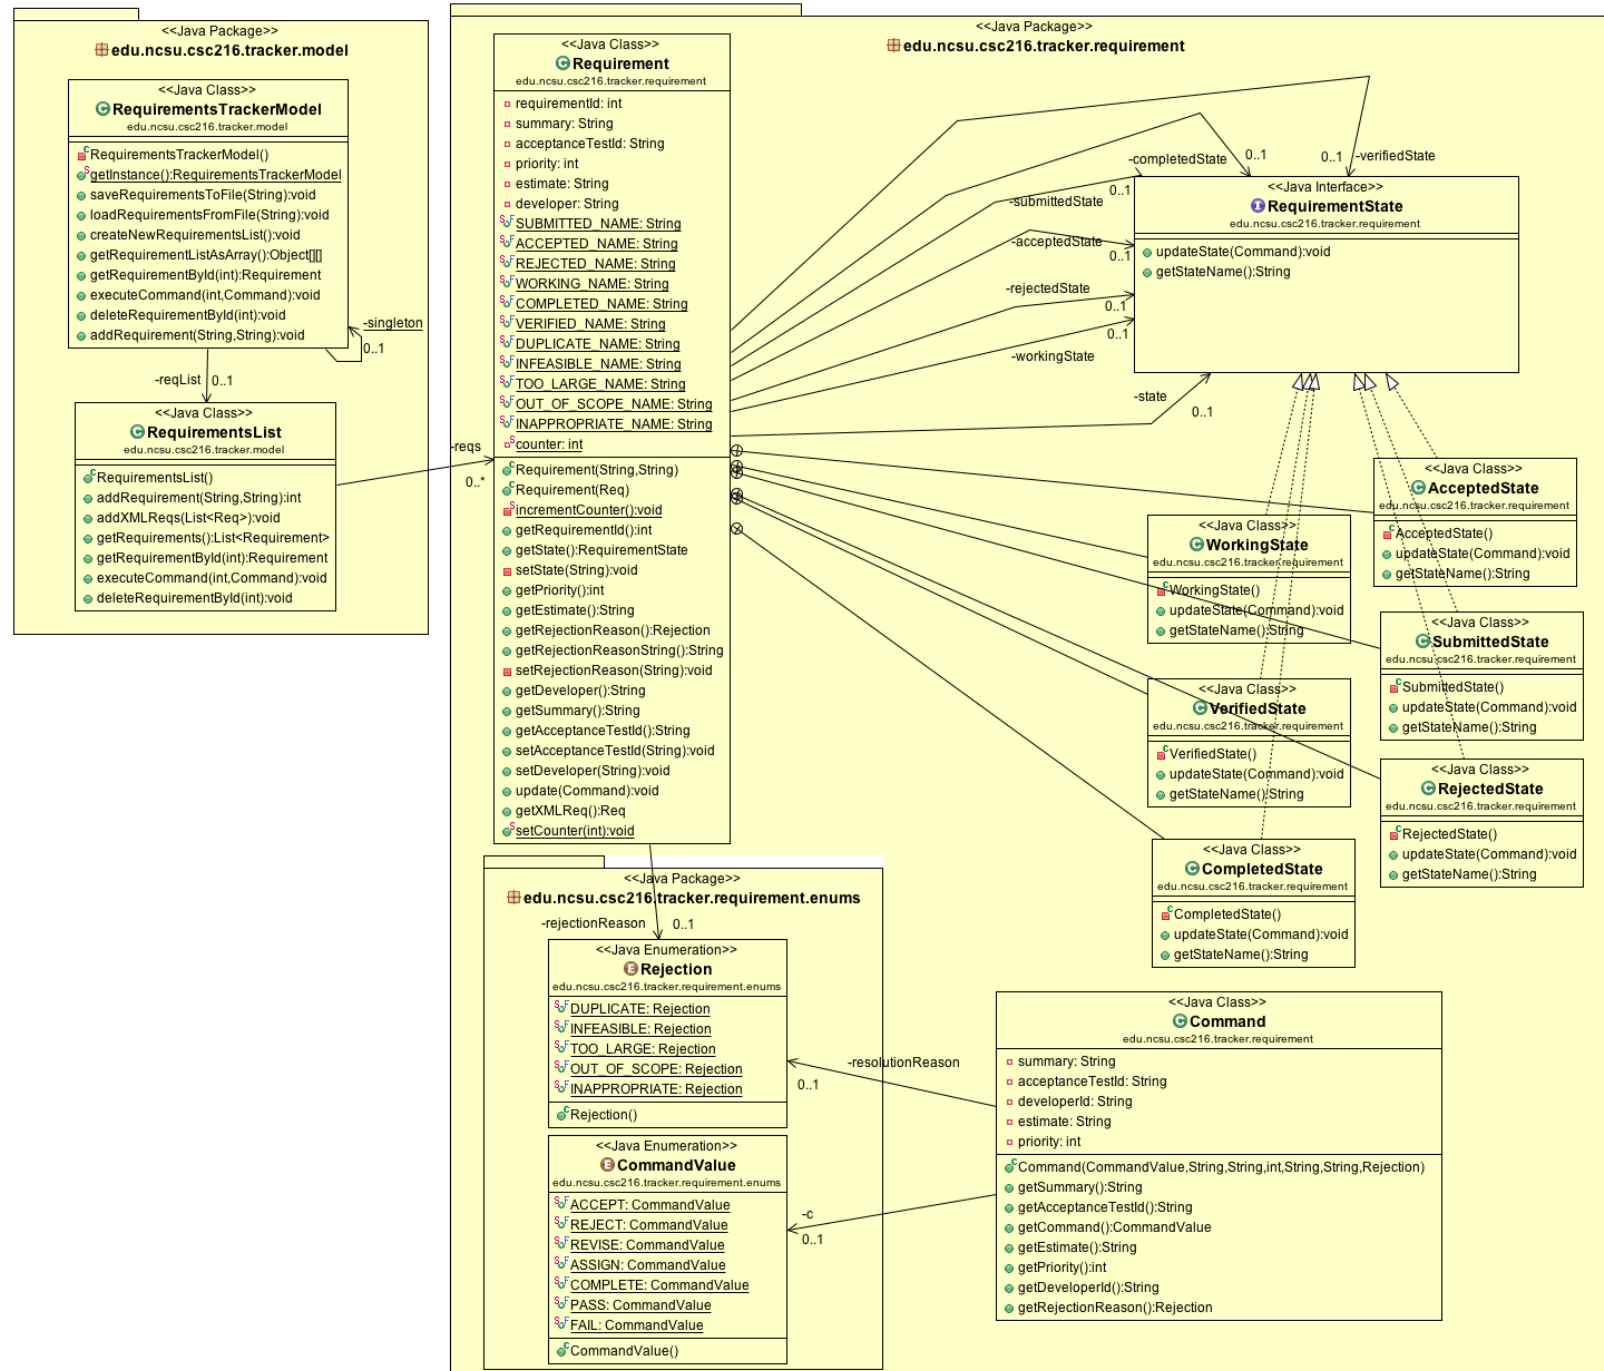 <<Java Package>>
edu.ncsu.csc216.tracker.model
<<Java Class>>
RequirementsTrackerModel
edu.ncsu.csc216.tracker.model
RequirementsTrackerModel()
getInstance():RequirementsTrackerModel
saveRequirementsToFile(String):void
loadRequirementsFromFile(String):void
createNewRequirementsList():void
getRequirementListAsArray():Object[][]
getRequirementById(int):Requirement
executeCommand(int,Command):void
deleteRequirementById(int):void
addRequirement(String,String):void
-singleton
0..1
-reqList
0..1
<<Java Class>>
RequirementsList
edu.ncsu.csc216.tracker.model
RequirementsList()
addRequirement(String,String):int
addXMLReqs(List<Req>):void
getRequirements():List<Requirement>
getRequirementById(int):Requirement
executeCommand(int,Command):void
deleteRequirementById(int):void
-reqs
0..*
<<Java Package>>
edu.ncsu.csc216.tracker.requirement
<<Java Class>>
Requirement
edu.ncsu.csc216.tracker.requirement
requirementId: int
summary: String
acceptanceTestId: String
priority: int
estimate: String
developer: String
SUBMITTED_NAME: String
ACCEPTED_NAME: String
REJECTED_NAME: String
WORKING_NAME: String
COMPLETED_NAME: String
VERIFIED_NAME: String
DUPLICATE_NAME: String
INFEASIBLE_NAME: String
TOO_LARGE_NAME: String
OUT_OF_SCOPE_NAME: String
INAPPROPRIATE_NAME: String
counter: int
Requirement(String,String)
Requirement(Req)
incrementCounter():void
getRequirementId():int
getState():RequirementState
setState(String):void
getPriority():int
getEstimate():String
getRejectionReason():Rejection
getRejectionReasonString():String
setRejectionReason(String):void
getDeveloper():String
getSummary():String
getAcceptanceTestId():String
setAcceptanceTestId(String):void
setDeveloper(String):void
update(Command):void
getXMLReq():Req
setCounter(int):void
-completedState
0..1
0..1
-verifiedState
-submittedState
0..1
-acceptedState
0..1
-rejectedState
0..1
-workingState
0..1
-state
0..1
<<Java Interface>>
RequirementState
edu.ncsu.csc216.tracker.requirement
updateState(Command):void
getStateName():String
<<Java Class>>
AcceptedState
edu.ncsu.csc216.tracker.requirement
AcceptedState()
updateState(Command):void
getStateName():String
<<Java Class>>
WorkingState
edu.ncsu.csc216.tracker.requirement
WorkingState()
updateState(Command):void
getStateName():String
<<Java Class>>
SubmittedState
edu.ncsu.csc216.tracker.requirement
SubmittedState()
updateState(Command):void
getStateName():String
<<Java Class>>
VerifiedState
edu.ncsu.csc216.tracker.requirement
VerifiedState()
updateState(Command):void
getStateName():String
<<Java Class>>
RejectedState
edu.ncsu.csc216.tracker.requirement
RejectedState()
updateState(Command):void
getStateName():String
<<Java Class>>
CompletedState
edu.ncsu.csc216.tracker.requirement
CompletedState()
updateState(Command):void
getStateName():String
<<Java Package>>
edu.ncsu.csc216.tracker.requirement.enums
-rejectionReason
0..1
<<Java Enumeration>>
Rejection
edu.ncsu.csc216.tracker.requirement.enums
DUPLICATE: Rejection
INFEASIBLE: Rejection
TOO_LARGE: Rejection
OUT_OF_SCOPE: Rejection
INAPPROPRIATE: Rejection
Rejection()
-resolutionReason
0..1
<<Java Enumeration>>
CommandValue
edu.ncsu.csc216.tracker.requirement.enums
ACCEPT: CommandValue
REJECT: CommandValue
REVISE: CommandValue
ASSIGN: CommandValue
COMPLETE: CommandValue
PASS: CommandValue
FAIL: CommandValue
CommandValue()
-c
0..1
<<Java Class>>
Command
edu.ncsu.csc216.tracker.requirement
summary: String
acceptanceTestId: String
developerId: String
estimate: String
priority: int
Command(CommandValue,String,String,int,String,String,Rejection)
getSummary():String
getAcceptanceTestId():String
getCommand():CommandValue
getEstimate():String
getPriority():int
getDeveloperId():String
getRejectionReason():Rejection